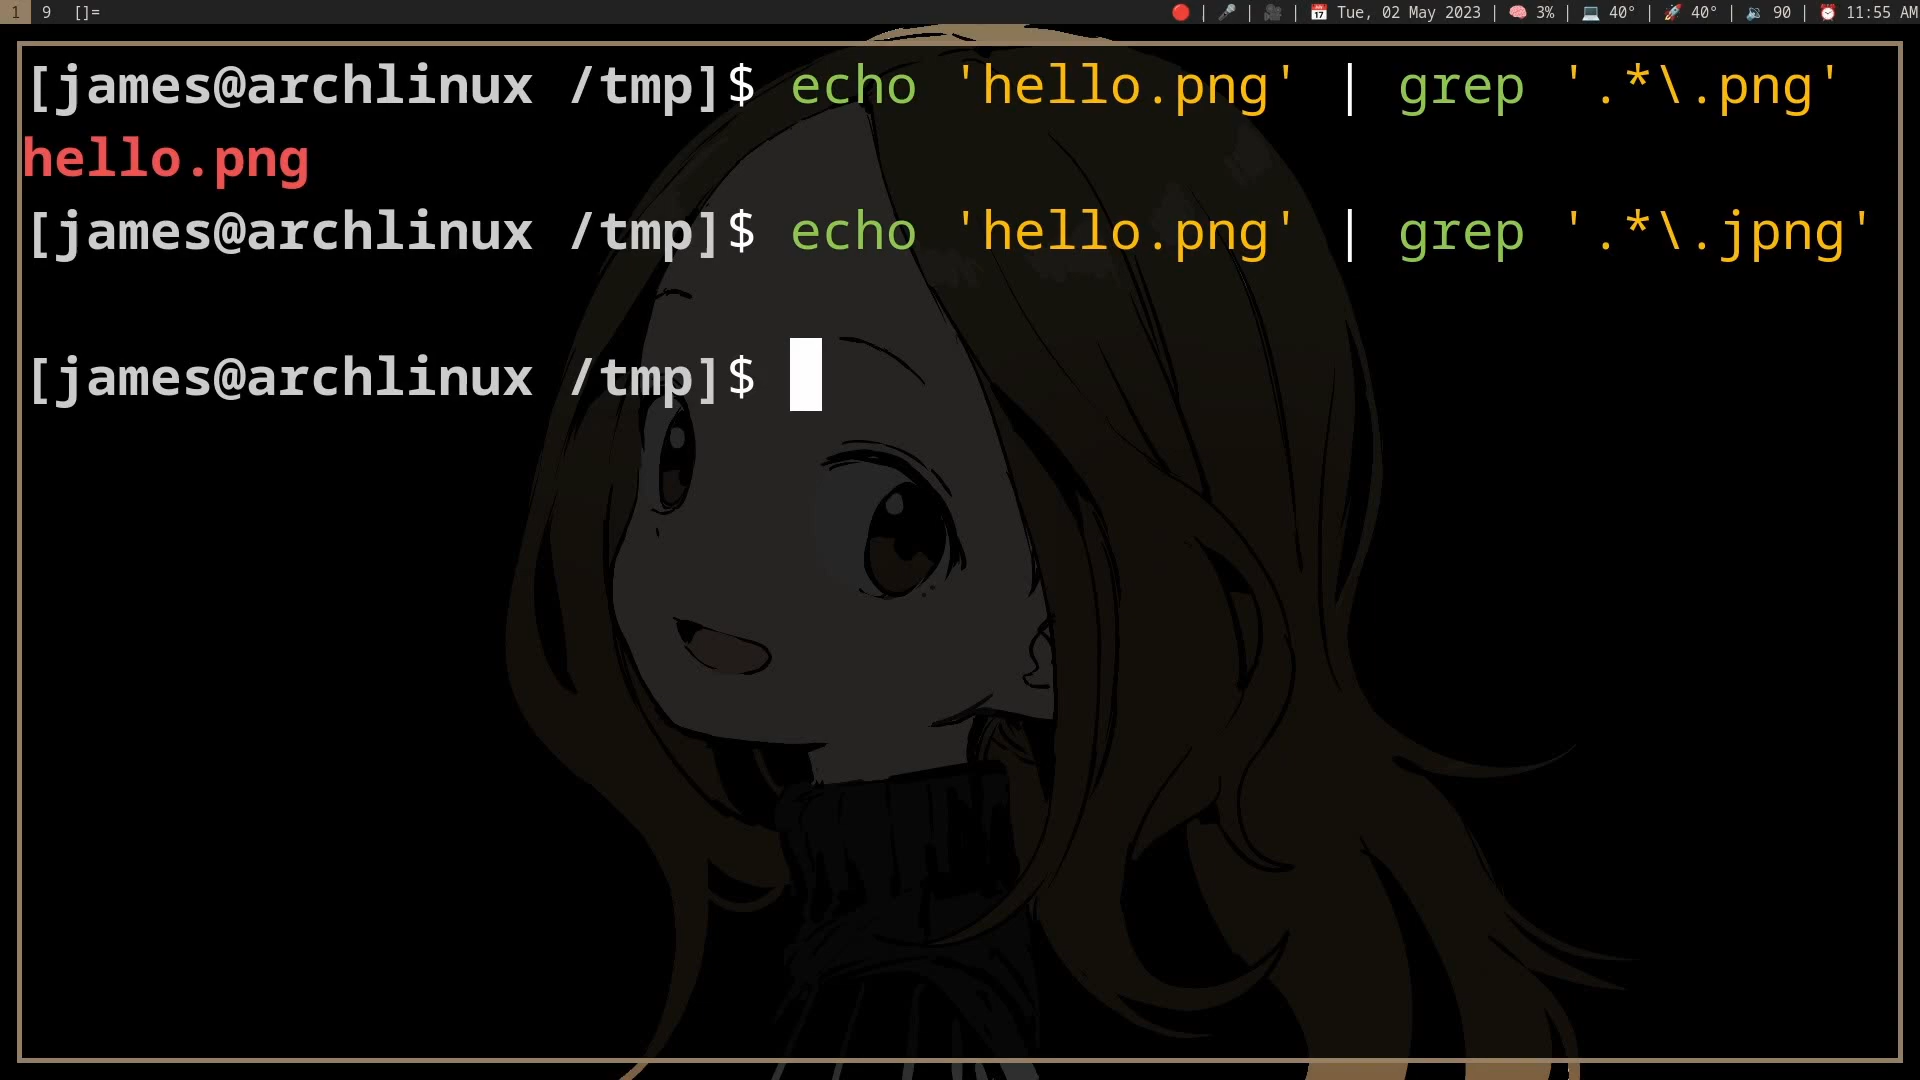 1 9 []= 🔴 | 🎤 | 🎥 | 📅 Tue, 02 May 2023 | 🧠 3% | 💻 40° | 🚀 40° | 🔉 90 | ⏰ 11:55 AM
[james@archlinux /tmp]$ echo 'hello.png' | grep '.*\.png'
hello.png
[james@archlinux /tmp]$ echo 'hello.png' | grep '.*\.jpng'
[james@archlinux /tmp]$